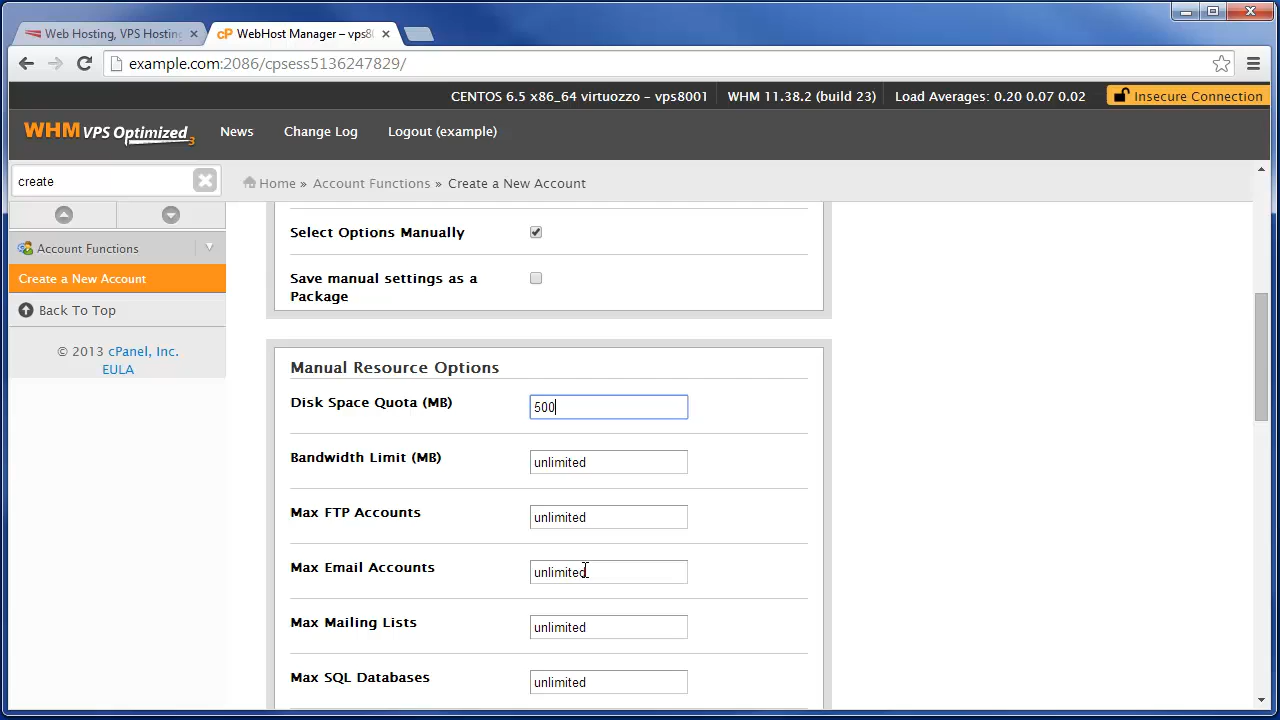 Web Hosting, VPS Hosting
cP WebHost Manager – vps8
example.com:2086/cpsess5136247829/
CENTOS 6.5 x86_64 virtuozzo – vps8001
WHM 11.38.2 (build 23)
Load Averages: 0.20 0.07 0.02
Insecure Connection
WHM VPS Optimized 3
News
Change Log
Logout (example)
create
Home » Account Functions » Create a New Account
Account Functions
Create a New Account
Back To Top
© 2013 cPanel, Inc.
EULA
Select Options Manually
Save manual settings as a
Package
Manual Resource Options
Disk Space Quota (MB)
500
Bandwidth Limit (MB)
unlimited
Max FTP Accounts
unlimited
Max Email Accounts
unlimited
Max Mailing Lists
unlimited
Max SQL Databases
unlimited